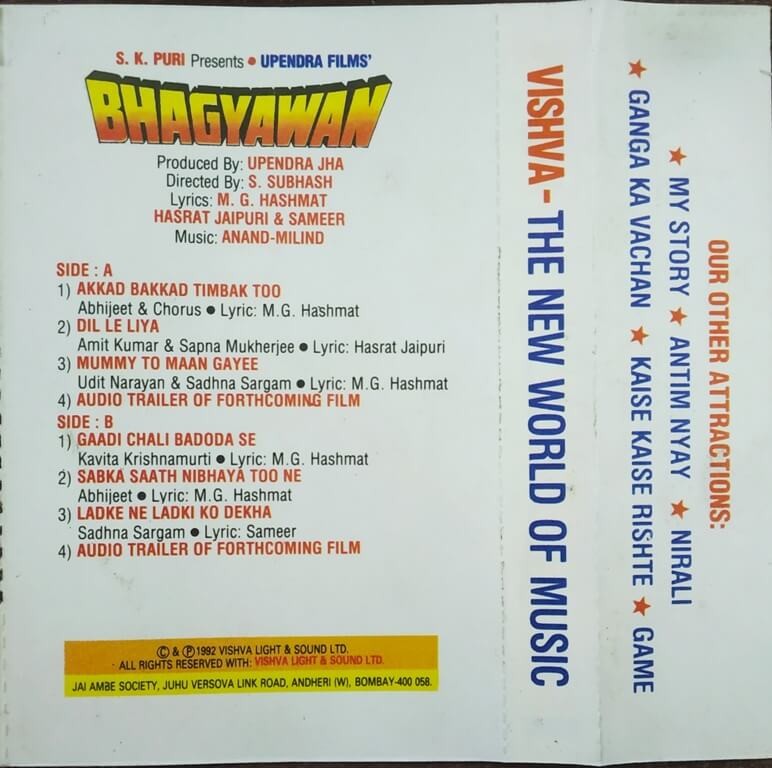 S. K. PURI Presents ● UPENDRA FILMS'
BHAGYAWAN
Produced By: UPENDRA JHA
Directed By: S. SUBHASH
Lyrics: M. G. HASHMAT
HASRAT JAIPURI & SAMEER
Music: ANAND-MILIND
SIDE : A
1) AKKAD BAKKAD TIMBAK TOO
Abhijeet & Chorus ● Lyric: M.G. Hashmat
2) DIL LE LIYA
Amit Kumar & Sapna Mukherjee ● Lyric: Hasrat Jaipuri
3) MUMMY TO MAAN GAYEE
Udit Narayan & Sadhna Sargam ● Lyric: M.G. Hashmat
4) AUDIO TRAILER OF FORTHCOMING FILM
SIDE : B
1) GAADI CHALI BADODA SE
Kavita Krishnamurti ● Lyric: M.G. Hashmat
2) SABKA SAATH NIBHAYA TOO NE
Abhijeet ● Lyric: M.G. Hashmat
3) LADKE NE LADKI KO DEKHA
Sadhna Sargam ● Lyric: Sameer
4) AUDIO TRAILER OF FORTHCOMING FILM
© & ℗ 1992 VISHVA LIGHT & SOUND LTD.
ALL RIGHTS RESERVED WITH: VISHVA LIGHT & SOUND LTD.
JAI AMBE SOCIETY, JUHU VERSOVA LINK ROAD, ANDHERI (W), BOMBAY-400 058.
VISHVA - THE NEW WORLD OF MUSIC
OUR OTHER ATTRACTIONS:
★ MY STORY ★ ANTIM NYAY ★ NIRALI
★ GANGA KA VACHAN ★ KAISE KAISE RISHTE ★ GAME